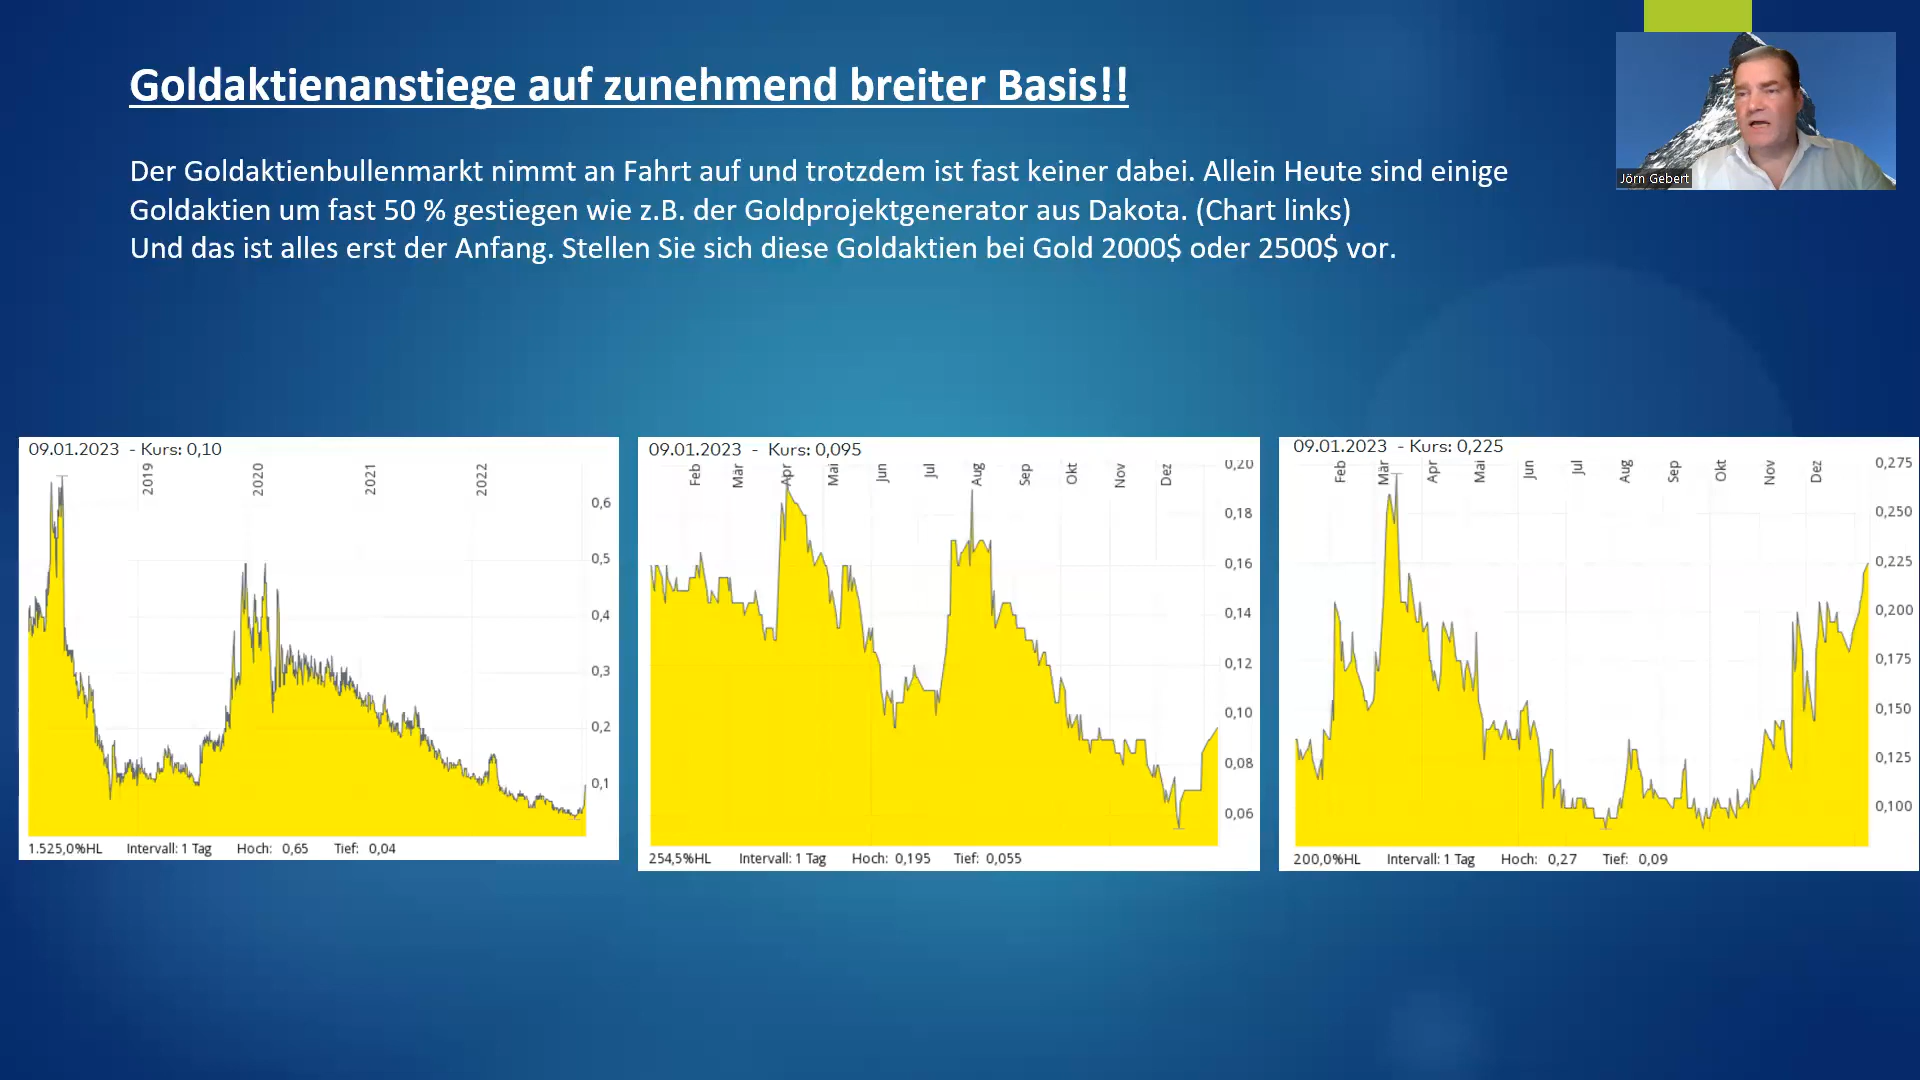 Goldaktienanstiege auf zunehmend breiter Basis!!
Der Goldaktienbullenmarkt nimmt an Fahrt auf und trotzdem ist fast keiner dabei. Allein Heute sind einige
Goldaktien um fast 50 % gestiegen wie z.B. der Goldprojektgenerator aus Dakota. (Chart links)
Und das ist alles erst der Anfang. Stellen Sie sich diese Goldaktien bei Gold 2000$ oder 2500$ vor.
Jörn Gebert
09.01.2023 - Kurs: 0,10
2019 2020 2021 2022
0,6
0,5
0,4
0,3
0,2
0,1
1.525,0%HL Intervall: 1 Tag Hoch: 0,65 Tief: 0,04
09.01.2023 - Kurs: 0,095
Feb Mär Apr Mai Jun Jul Aug Sep Okt Nov Dez
0,20
0,18
0,16
0,14
0,12
0,10
0,08
0,06
254,5%HL Intervall: 1 Tag Hoch: 0,195 Tief: 0,055
09.01.2023 - Kurs: 0,225
Feb Mär Apr Mai Jun Jul Aug Sep Okt Nov Dez
0,275
0,250
0,225
0,200
0,175
0,150
0,125
0,100
200,0%HL Intervall: 1 Tag Hoch: 0,27 Tief: 0,09